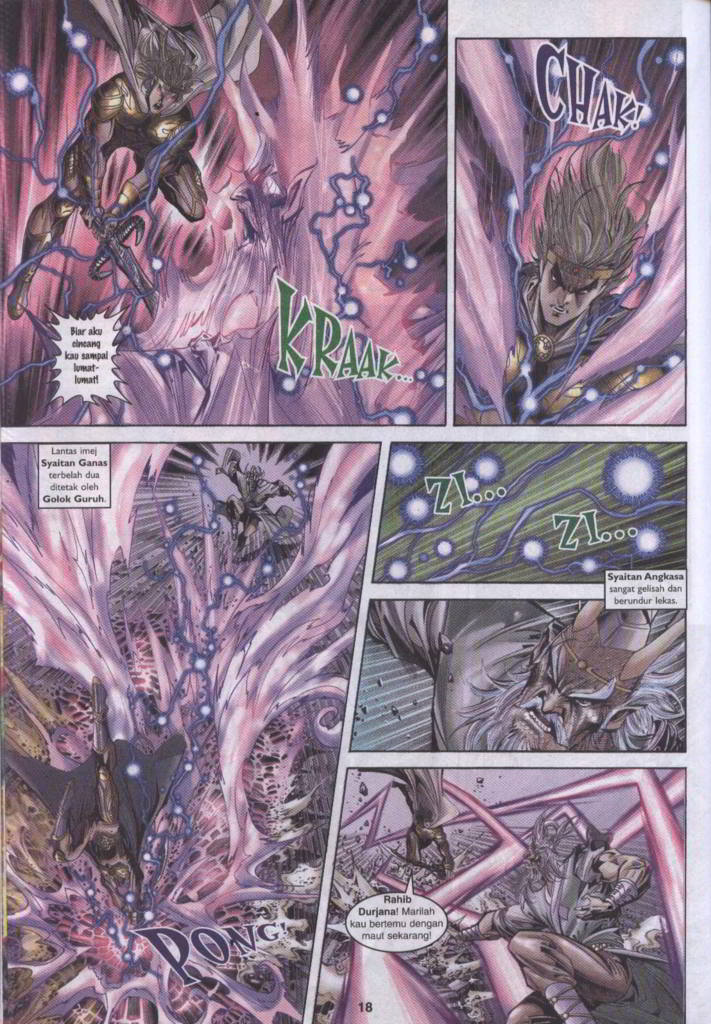 Biar aku
cincang
kau sampai
lumat-
lumat!
KRAAK...
CHAK!
Lantas imej
Syaitan Ganas
terbelah dua
ditetak oleh
Golok Guruh.
PONG!
ZI...
ZI...
Syaitan Angkasa
sangat gelisah dan
berundur lekas.
Rahib
Durjana! Marilah
kau bertemu dengan
maut sekarang!
18